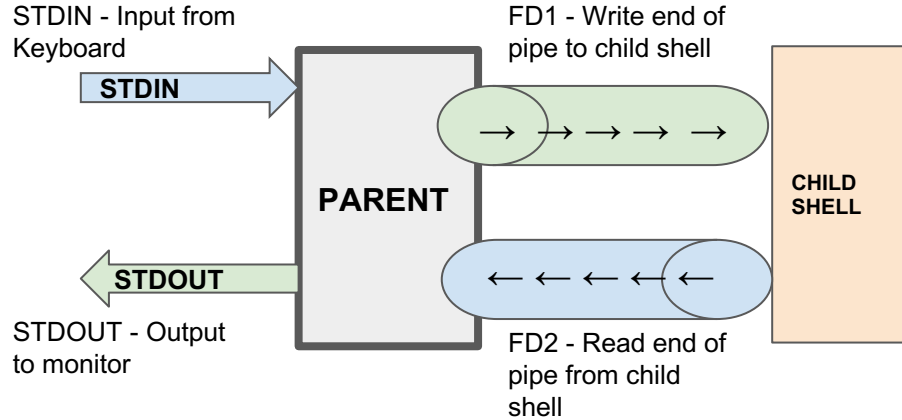 STDIN - Input from
Keyboard
STDIN
FD1 - Write end of
pipe to child shell
PARENT
CHILD
SHELL
STDOUT
STDOUT - Output
to monitor
FD2 - Read end of
pipe from child
shell